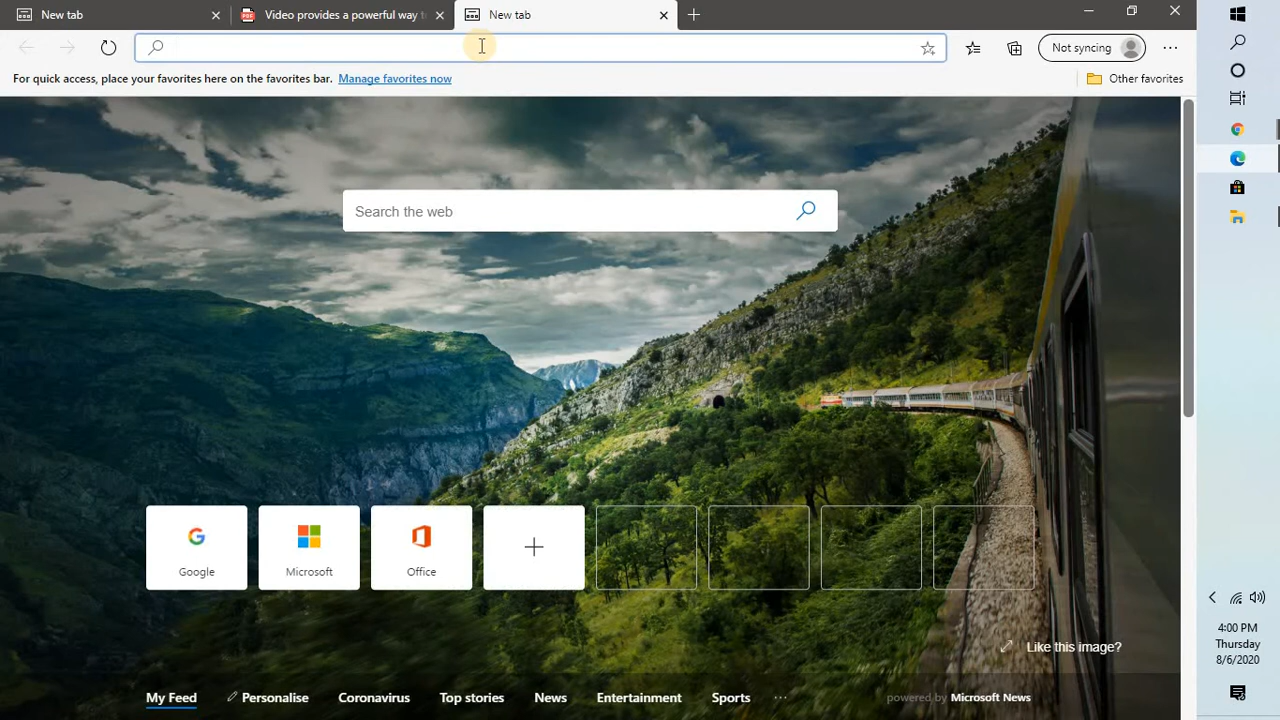 New tab
Video provides a powerful way to
New tab
Not syncing
For quick access, place your favorites here on the favorites bar. Manage favorites now
Other favorites
Search the web
Google
Microsoft
Office
Like this image?
My Feed
Personalise
Coronavirus
Top stories
News
Entertainment
Sports
powered by Microsoft News
4:00 PM
Thursday
8/6/2020